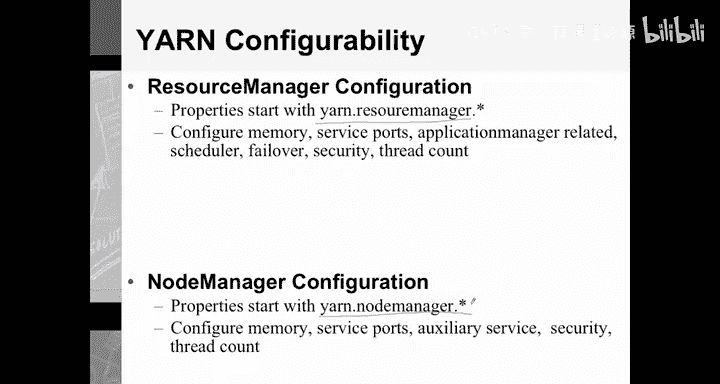 YARN Configurability
bilibili
• ResourceManager Configuration
– Properties start with yarn.resouremanager.*
– Configure memory, service ports, applicationmanager related,
scheduler, failover, security, thread count
• NodeManager Configuration
– Properties start with yarn.nodemanager.*
– Configure memory, service ports, auxiliary service, security,
thread count